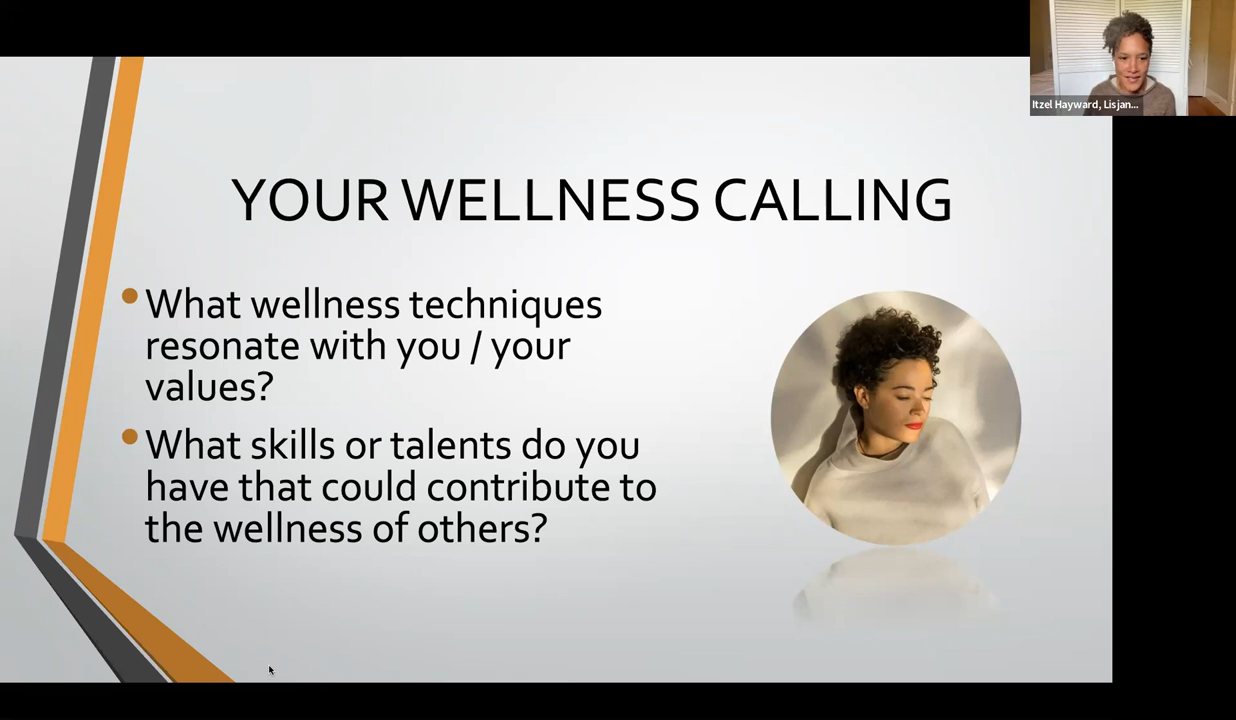 Itzel Hayward, Lisjan...
YOUR WELLNESS CALLING
What wellness techniques
resonate with you / your
values?
What skills or talents do you
have that could contribute to
the wellness of others?